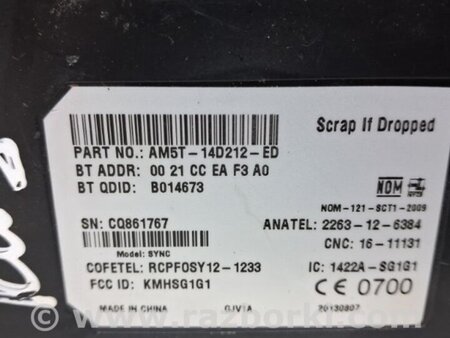 Scrap If Dropped
PART NO.: AM5T-14D212-ED
BT ADDR: 00 21 CC EA F3 A0
BT QDID: B014673
NOM
NOM-121-SCT1-2009
SN: CQ861767
ANATEL: 2263-12-6384
Model: SYNC
CNC: 16-11131
COFETEL: RCPFOSY12-1233
IC: 1422A-SG1G1
FCC ID: KMHSG1G1
CE 0700
MADE IN CHINA
GJV1A
20130807
www.razborka.com